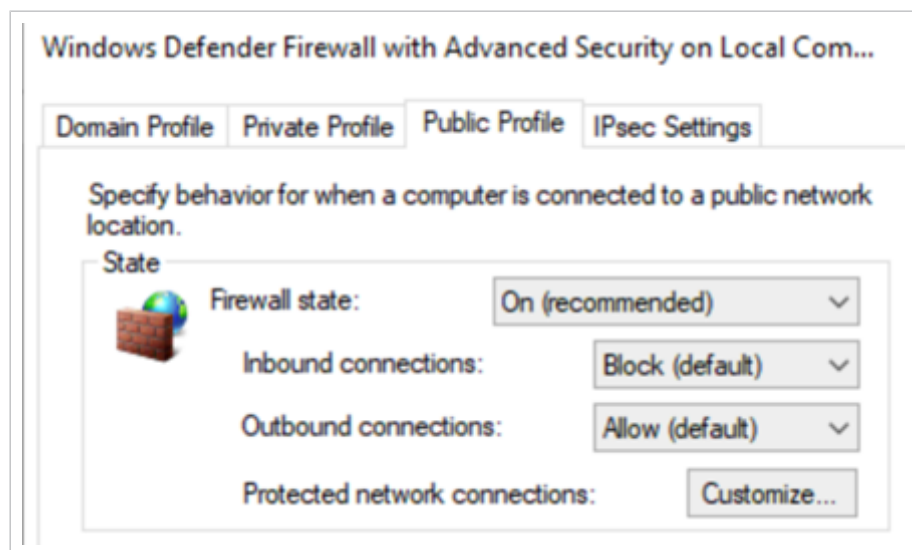 Windows Defender Firewall with Advanced Security on Local Com...
Domain Profile Private Profile Public Profile IPsec Settings
Specify behavior for when a computer is connected to a public network
location.
State
Firewall state: On (recommended)
Inbound connections: Block (default)
Outbound connections: Allow (default)
Protected network connections: Customize...